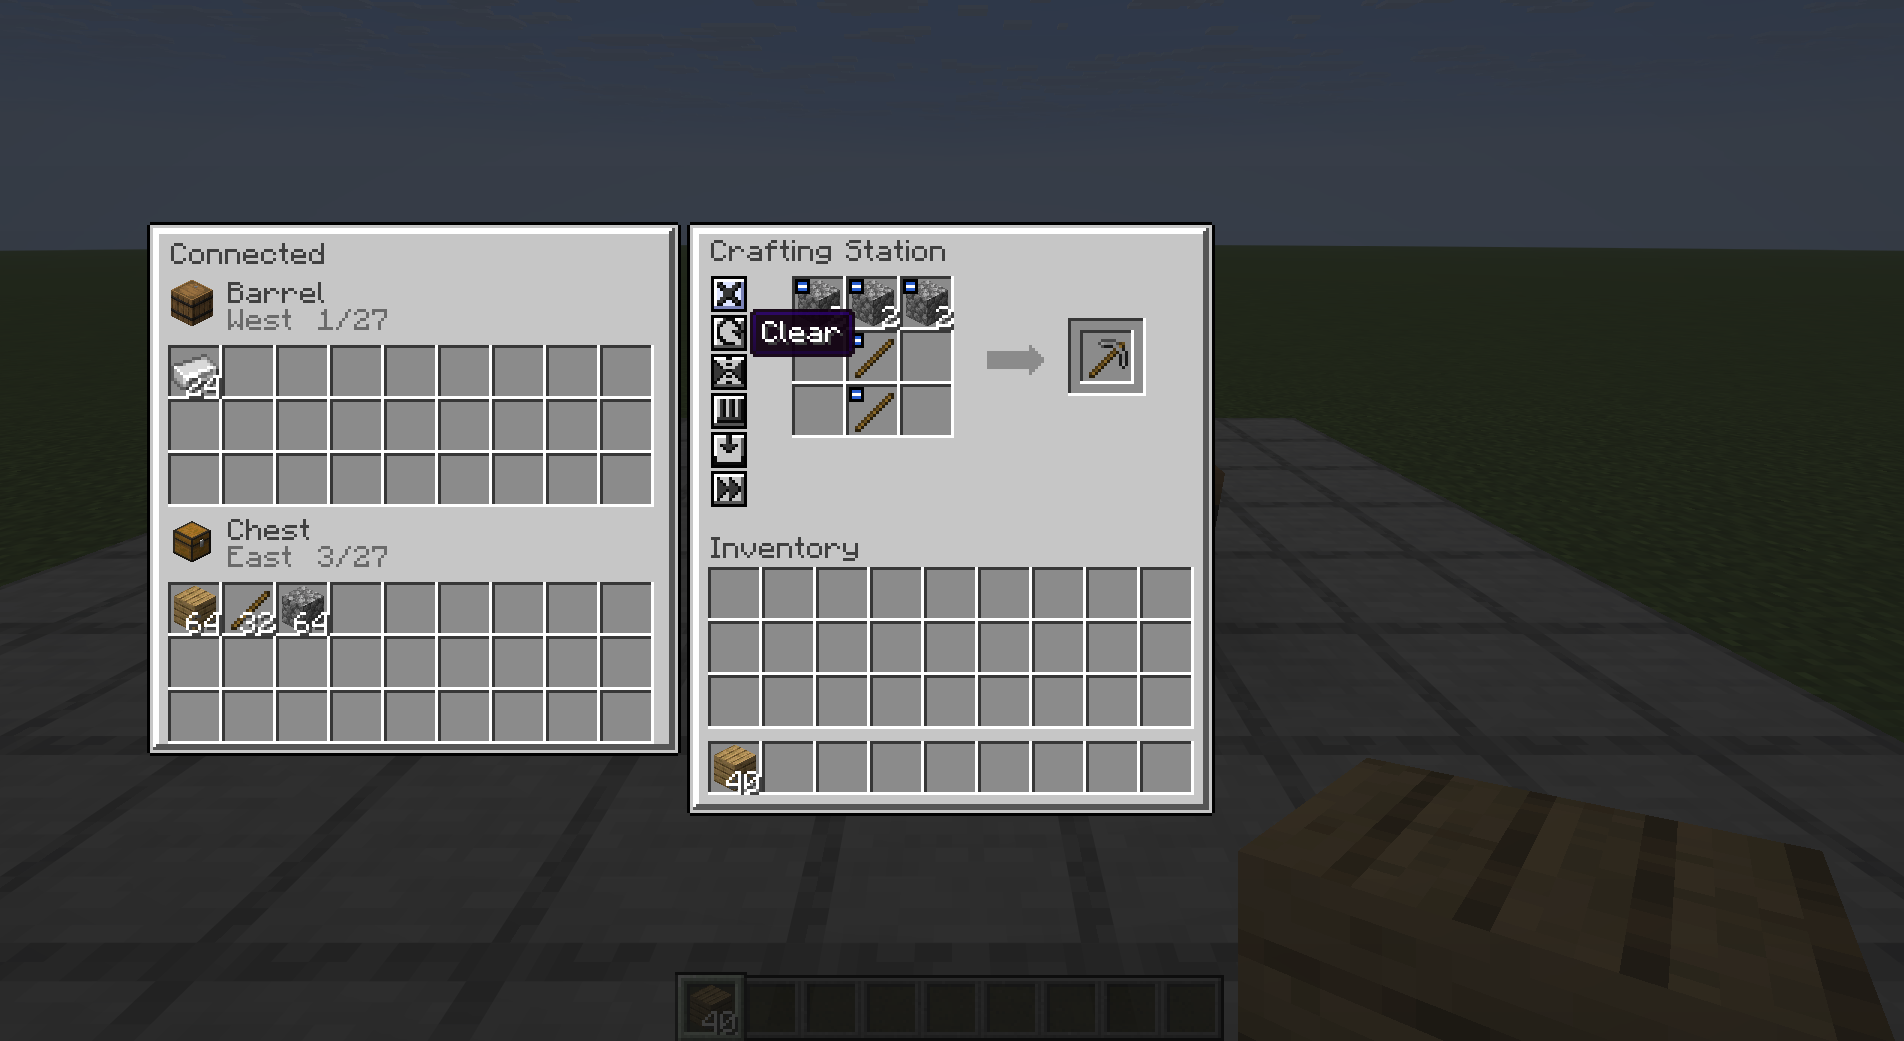 Connected
Crafting Station
Barrel
West 1/27
2
2
Clear
24
Chest
East 3/27
Inventory
64
64
40
40